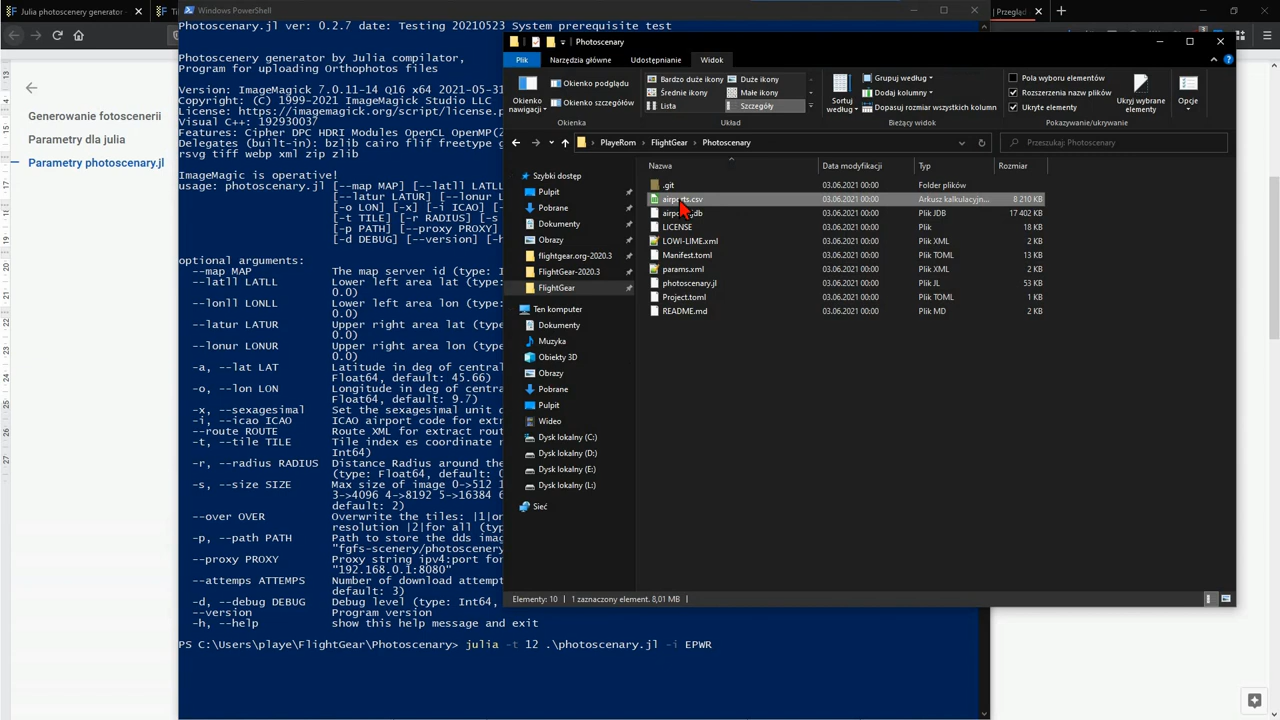 Julia photoscenery generator -
Ti
Windows PowerShell
Przegląd
Photoscenery.jl ver: 0.2.7 date: Testing 20210523 System prerequisite test
Photoscenery generator by Julia compilator,
Program for uploading Orthophotos files
Version: ImageMagick 7.0.11-14 Q16 x64 2021-05-31
Copyright: (C) 1999-2021 ImageMagick Studio LLC
License: https://imagemagick.org/script/license.p
Visual C++: 192930037
Features: Cipher DPC HDRI Modules OpenCL OpenMP(2
Delegates (built-in): bzlib cairo flif freetype g
rsvg tiff webp xml zip zlib
ImageMagic is operative!
usage: photoscenary.jl [--map MAP] [--latll LATLL
[--latur LATUR] [--lonur L
[-o LON] [-x] [-i ICAO] [
[-t TILE] [-r RADIUS] [-s
[-p PATH] [--proxy PROXY]
[-d DEBUG] [--version] [-h
optional arguments:
--map MAP The map server id (type: I
--latll LATLL Lower left area lat (type:
0.0)
--lonll LONLL Lower left area lon (type:
0.0)
--latur LATUR Upper right area lat (type
0.0)
--lonur LONUR Upper right area lon (type
0.0)
-a, --lat LAT Latitude in deg of central
Float64, default: 45.66)
-o, --lon LON Longitude in deg of centra
Float64, default: 9.7)
-x, --sexagesimal Set the sexagesimal unit d
-i, --icao ICAO ICAO airport code for extr
--route ROUTE Route XML for extract rout
-t, --tile TILE Tile index es coordinate r
Int64)
-r, --radius RADIUS Distance Radius around the
(type: Float64, default: 0
-s, --size SIZE Max size of image 0->512 1
3->4096 4->8192 5->16384 6
default: 2)
--over OVER Overwrite the tiles: |1|on
resolution |2|for all (typ
-p, --path PATH Path to store the dds imag
"fgfs-scenery/photoscenery
--proxy PROXY Proxy string ipv4:port for
"192.168.0.1:8080"
--attemps ATTEMPS Number of download attempt
default: 3)
-d, --debug DEBUG Debug level (type: Int64,
--version Program version
-h, --help show this help message and exit
PS C:\Users\playe\FlightGear\Photoscenary> julia -t 12 .\photoscenary.jl -i EPWR
Generowanie fotoscenerii
Parametry dla julia
Parametry photoscenary.jl
Photoscenary
Plik Narzędzia główne Udostępnianie Widok
Okienko nawigacji
Okienko podglądu
Okienko szczegółów
Okienka
Bardzo duże ikony Duże ikony
Średnie ikony Małe ikony
Lista Szczegóły
Układ
Sortuj według
Grupuj według
Dodaj kolumny
Dopasuj rozmiar wszystkich kolumn
Bieżący widok
Pola wyboru elementów
Rozszerzenia nazw plików
Ukryte elementy
Ukryj wybrane elementy
Pokazywanie/ukrywanie
Opcje
PlayeRom FlightGear Photoscenary
Przeszukaj: Photoscenary
Szybki dostęp
Pulpit
Pobrane
Dokumenty
Obrazy
flightgear.org-2020.3
FlightGear-2020.3
FlightGear
Ten komputer
Dokumenty
Muzyka
Obiekty 3D
Obrazy
Pobrane
Pulpit
Wideo
Dysk lokalny (C:)
Dysk lokalny (D:)
Dysk lokalny (E:)
Dysk lokalny (L:)
Sieć
Nazwa Data modyfikacji Typ Rozmiar
.git 03.06.2021 00:00 Folder plików
airports.csv 03.06.2021 00:00 Arkusz kalkulacyjn... 8 210 KB
03.06.2021 00:00 Plik JDB 17 402 KB
LICENSE 03.06.2021 00:00 Plik 18 KB
LOWI-LIME.xml 03.06.2021 00:00 Plik XML 2 KB
Manifest.toml 03.06.2021 00:00 Plik TOML 13 KB
params.xml 03.06.2021 00:00 Plik XML 2 KB
photoscenary.jl 03.06.2021 00:00 Plik JL 53 KB
Project.toml 03.06.2021 00:00 Plik TOML 1 KB
README.md 03.06.2021 00:00 Plik MD 2 KB
Elementy: 10 1 zaznaczony element. 8,01 MB